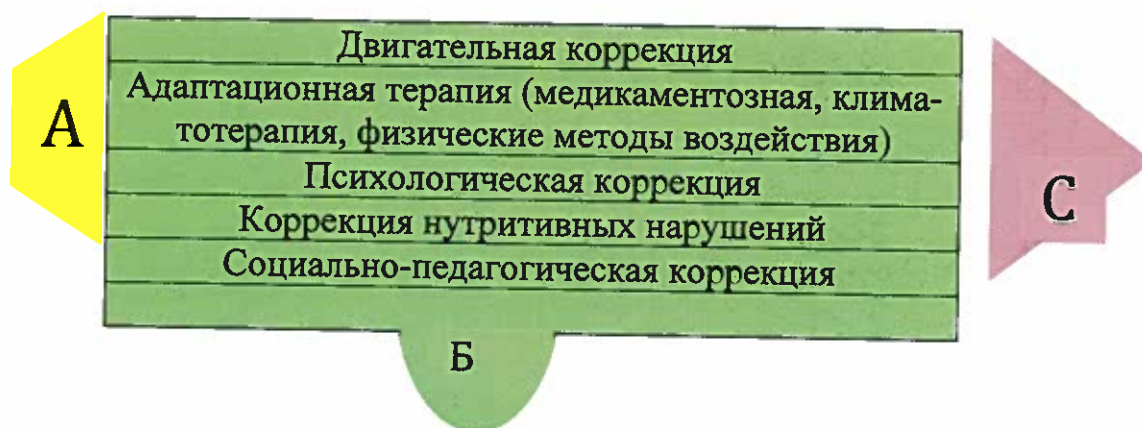 Двигательная коррекция
Адаптационная терапия (медикаментозная, клима-
тотерапия, физические методы воздействия)
А
Психологическая коррекция
Коррекция нутритивных нарушений
С
Социально-педагогическая коррекция
Б